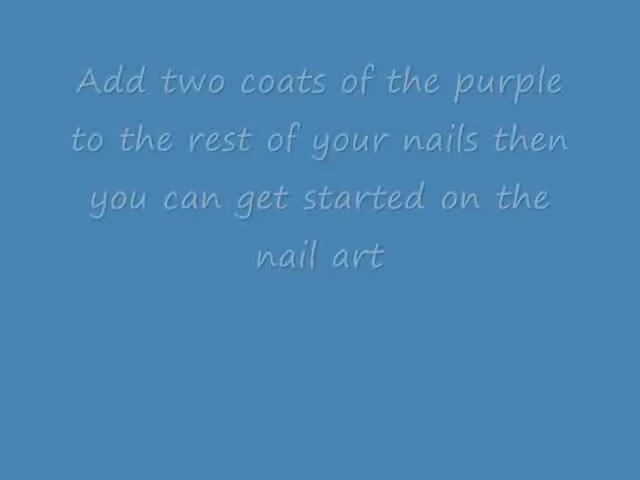 Add two coats of the purple
to the rest of your nails then
you can get started on the
nail art